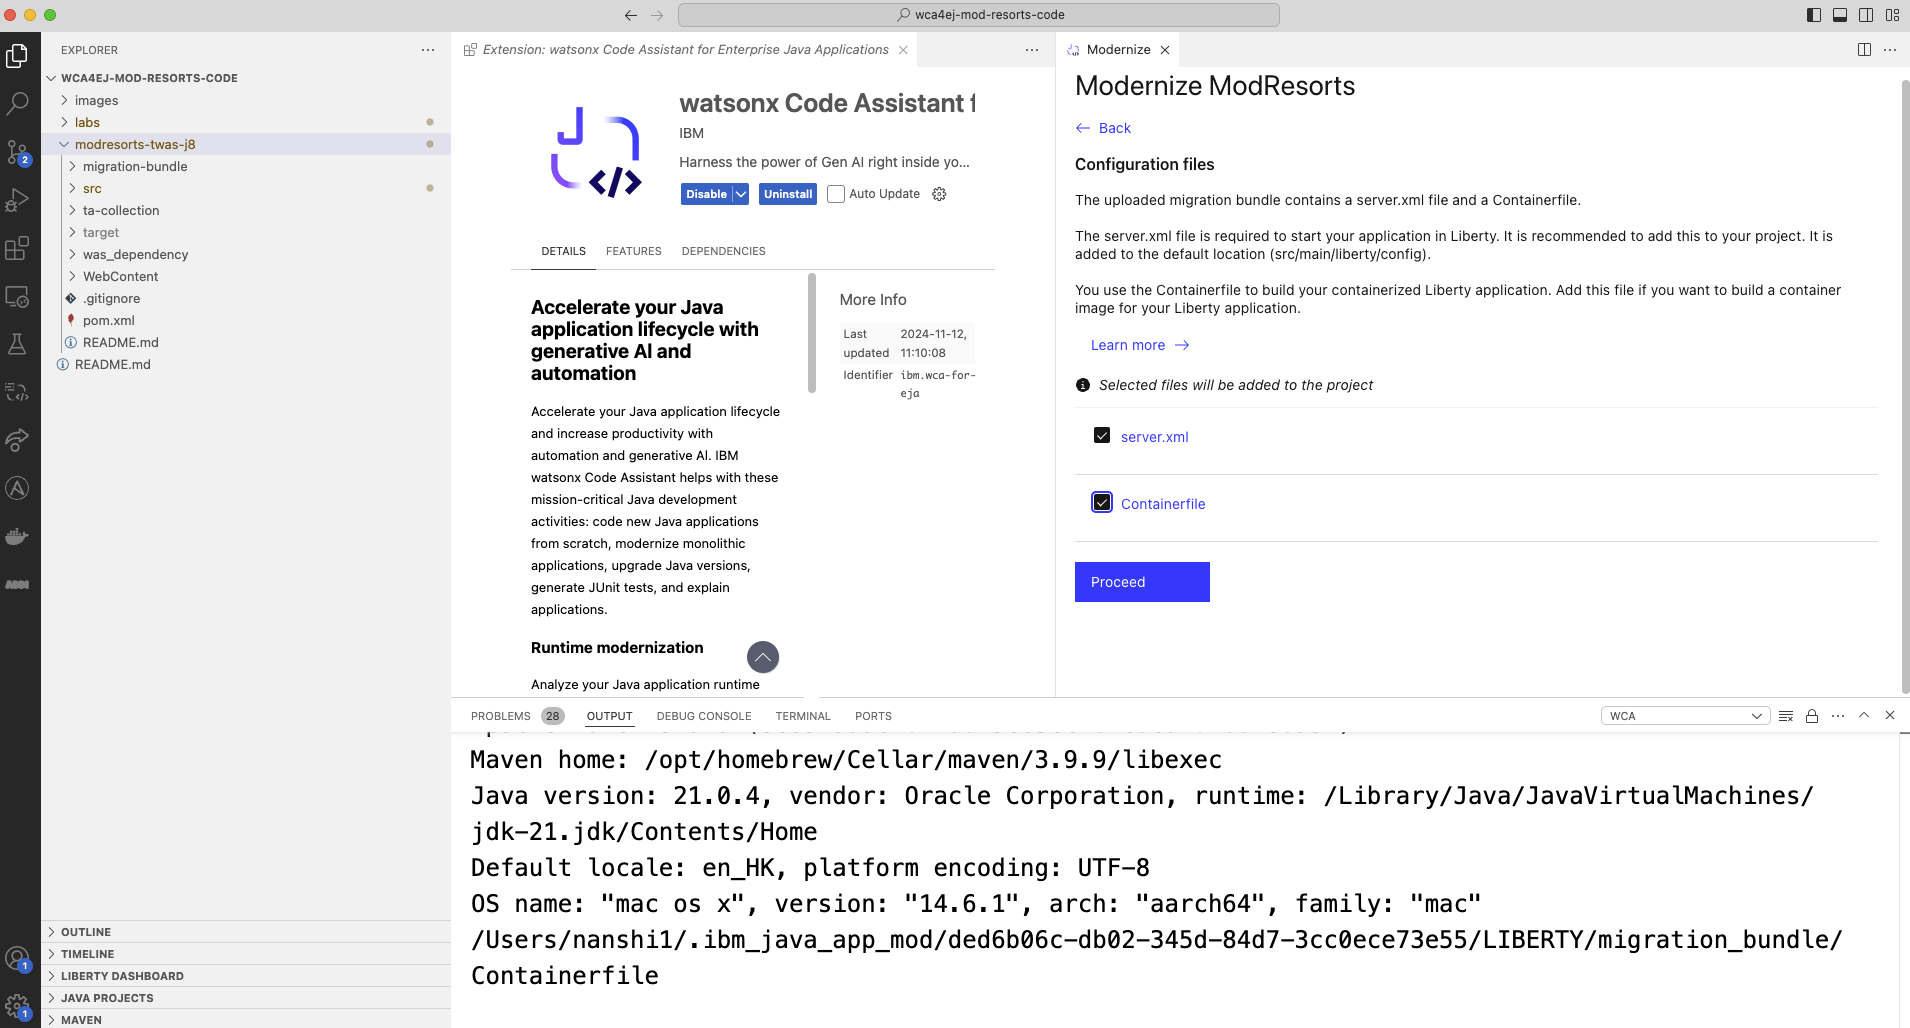 wca4ej-mod-resorts-code
EXPLORER
WCA4EJ-MOD-RESORTS-CODE
images
labs
modresorts-twas-j8
migration-bundle
src
ta-collection
target
was_dependency
WebContent
.gitignore
pom.xml
README.md
README.md
OUTLINE
TIMELINE
LIBERTY DASHBOARD
JAVA PROJECTS
MAVEN
2
1
1
Extension: watsonx Code Assistant for Enterprise Java Applications
watsonx Code Assistant f
IBM
Harness the power of Gen AI right inside yo...
Disable
Uninstall
Auto Update
DETAILS
FEATURES
DEPENDENCIES
Accelerate your Java
application lifecycle with
generative AI and
automation
Accelerate your Java application lifecycle
and increase productivity with
automation and generative AI. IBM
watsonx Code Assistant helps with these
mission-critical Java development
activities: code new Java applications
from scratch, modernize monolithic
applications, upgrade Java versions,
generate JUnit tests, and explain
applications.
Runtime modernization
Analyze your Java application runtime
More Info
Last updated 2024-11-12, 11:10:08
Identifier ibm.wca-for-eja
Modernize
Modernize ModResorts
Back
Configuration files
The uploaded migration bundle contains a server.xml file and a Containerfile.
The server.xml file is required to start your application in Liberty. It is recommended to add this to your project. It is
added to the default location (src/main/liberty/config).
You use the Containerfile to build your containerized Liberty application. Add this file if you want to build a container
image for your Liberty application.
Learn more
Selected files will be added to the project
server.xml
Containerfile
Proceed
PROBLEMS 28 OUTPUT DEBUG CONSOLE TERMINAL PORTS
WCA
Maven home: /opt/homebrew/Cellar/maven/3.9.9/libexec
Java version: 21.0.4, vendor: Oracle Corporation, runtime: /Library/Java/JavaVirtualMachines/
jdk-21.jdk/Contents/Home
Default locale: en_HK, platform encoding: UTF-8
OS name: "mac os x", version: "14.6.1", arch: "aarch64", family: "mac"
/Users/nanshi1/.ibm_java_app_mod/ded6b06c-db02-345d-84d7-3cc0ece73e55/LIBERTY/migration_bundle/
Containerfile